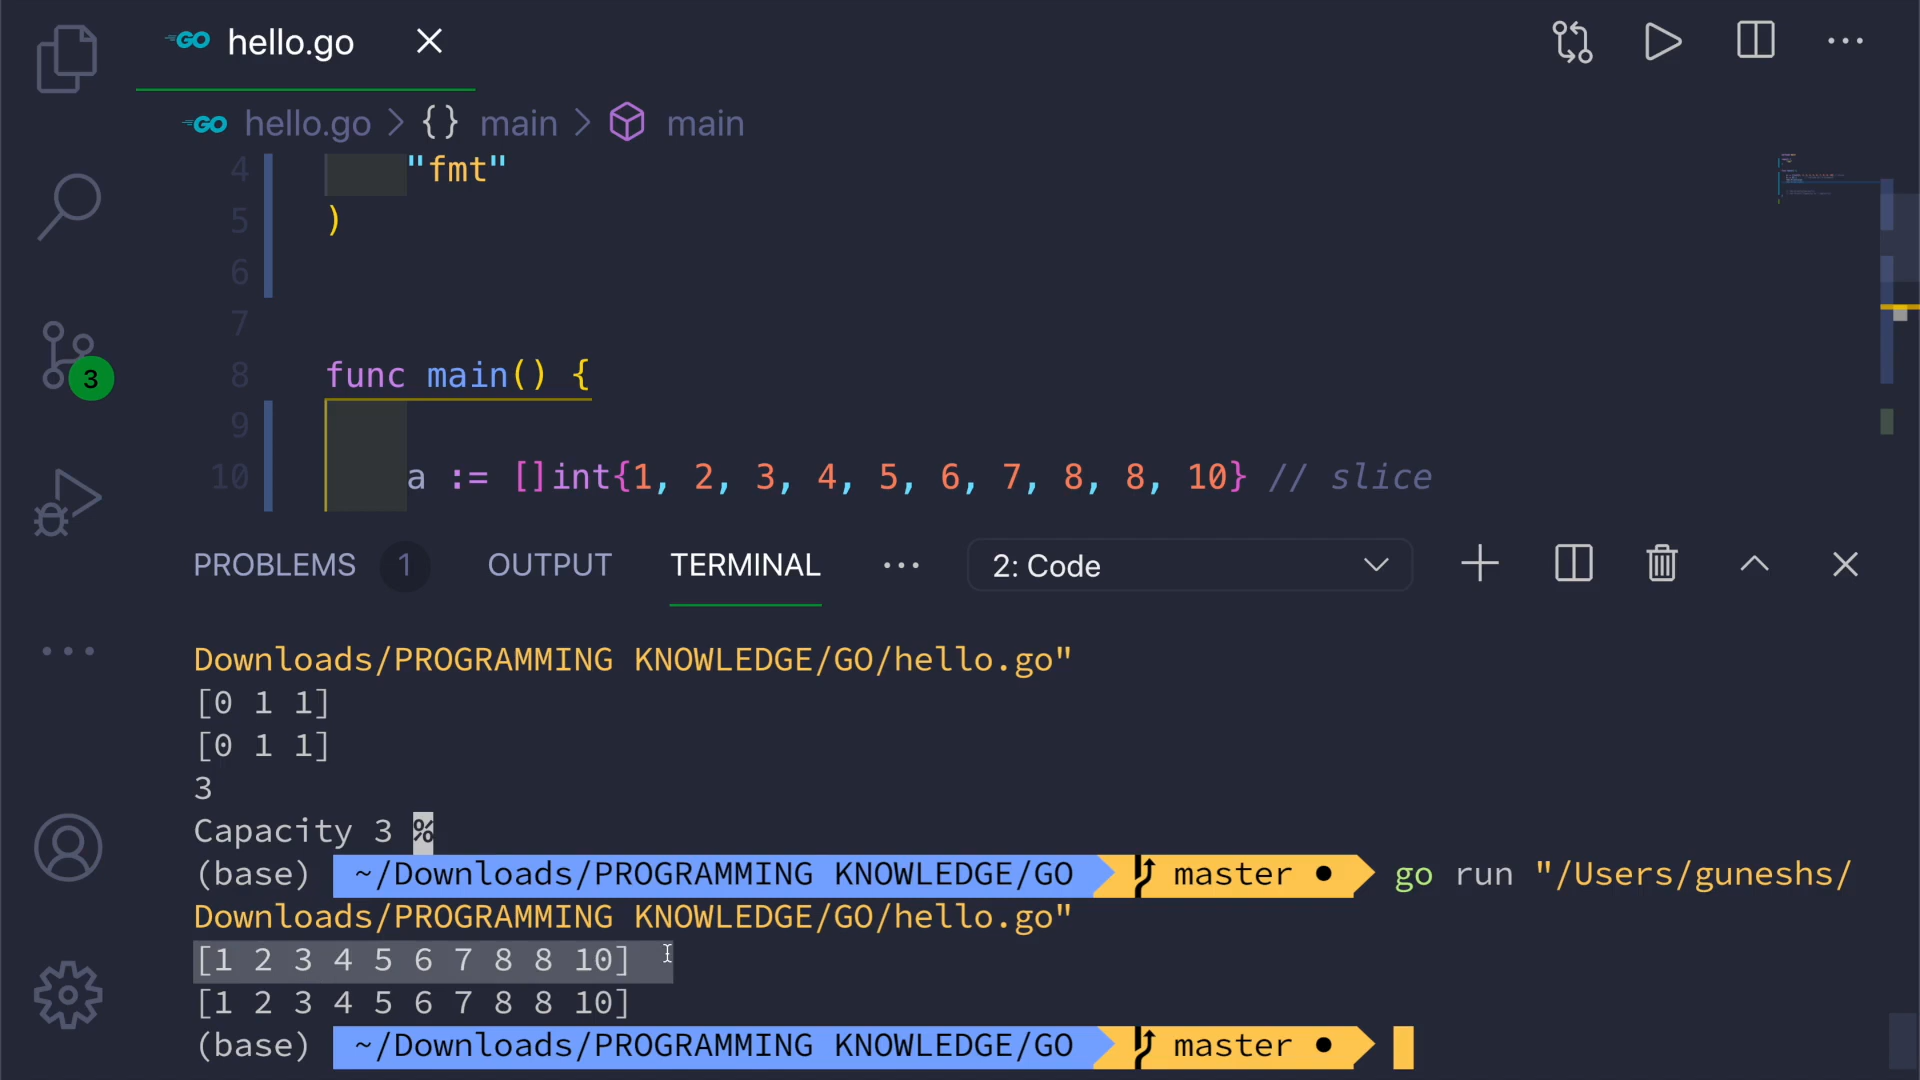 GO hello.go
GO hello.go > {} main > main
4 "fmt"
5 )
6
7
8 func main() {
9
10 a := []int{1, 2, 3, 4, 5, 6, 7, 8, 8, 10} // slice
3
PROBLEMS 1 OUTPUT TERMINAL ··· 2: Code
Downloads/PROGRAMMING KNOWLEDGE/GO/hello.go"
[0 1 1]
[0 1 1]
3
Capacity 3 %
(base) ~/Downloads/PROGRAMMING KNOWLEDGE/GO master ● go run "/Users/guneshs/
Downloads/PROGRAMMING KNOWLEDGE/GO/hello.go"
[1 2 3 4 5 6 7 8 8 10]
[1 2 3 4 5 6 7 8 8 10]
(base) ~/Downloads/PROGRAMMING KNOWLEDGE/GO master ●